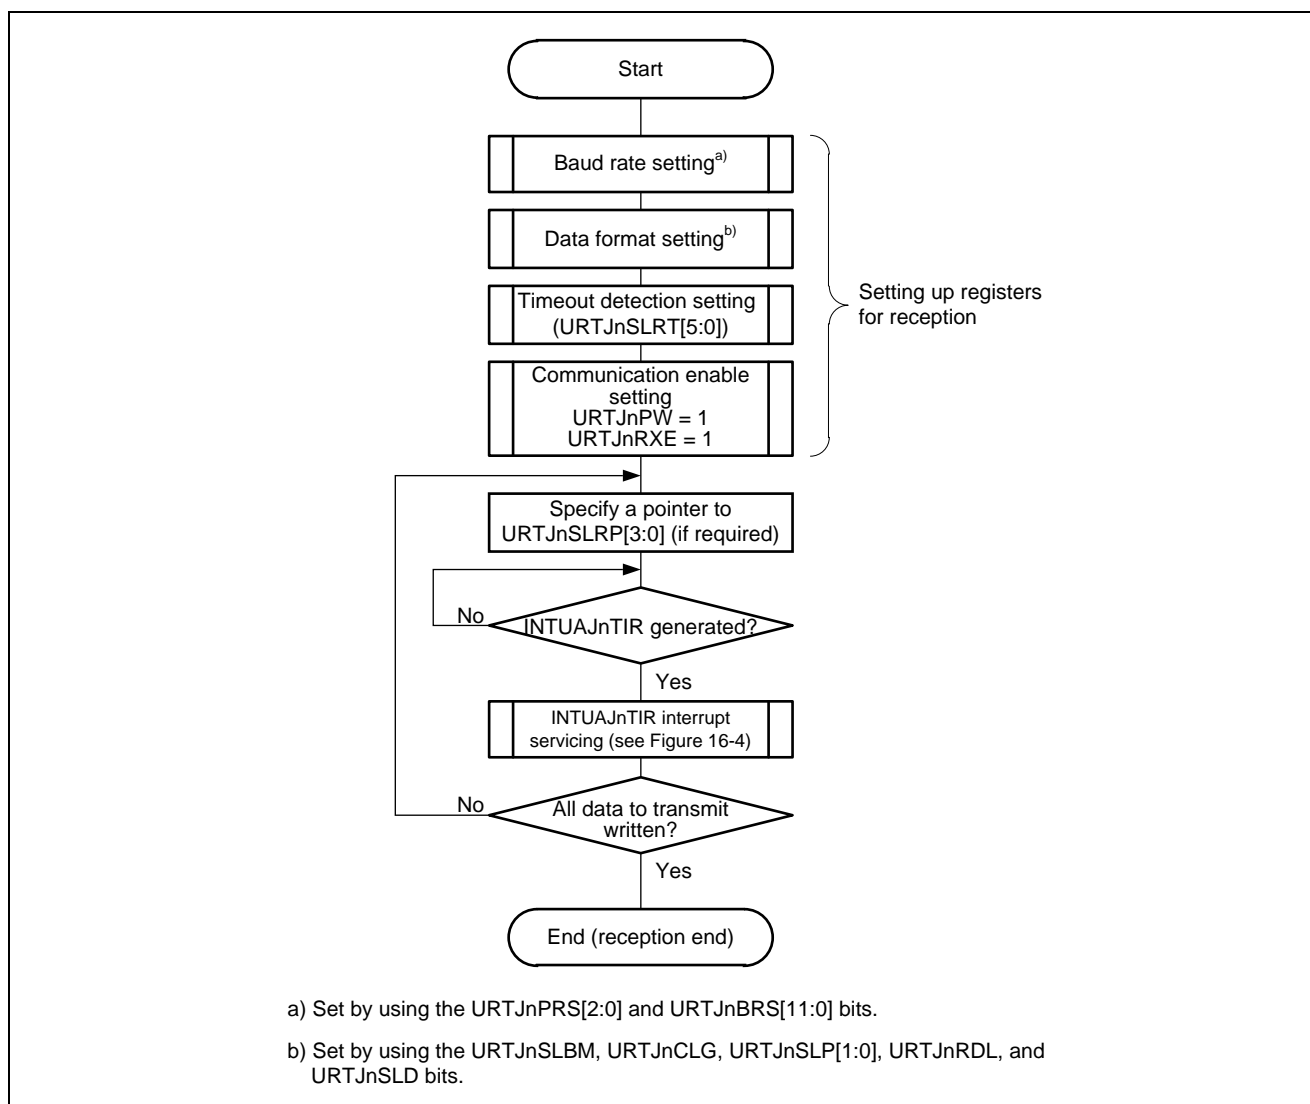 Start
Baud rate setting a)
Data format setting b)
Timeout detection setting
(URTJnSLRT[5:0])
Setting up registers
for reception
Communication enable
setting
URTJnPW = 1
URTJnRXE = 1
Specify a pointer to
URTJnSLRP[3:0] (if required)
No
INTUAJnTIR generated?
Yes
INTUAJnTIR interrupt
servicing (see Figure 16-4)
No
All data to transmit
written?
Yes
End (reception end)
a) Set by using the URTJnPRS[2:0] and URTJnBRS[11:0] bits.
b) Set by using the URTJnSLBM, URTJnCLG, URTJnSLP[1:0], URTJnRDL, and
URTJnSLD bits.